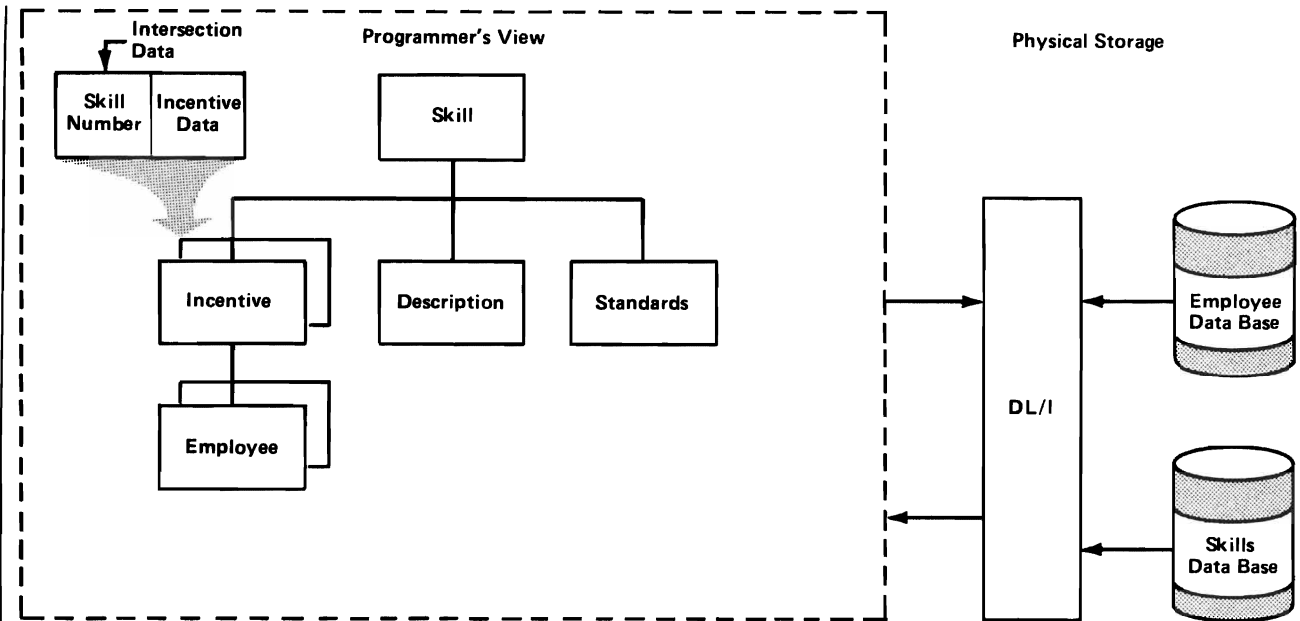 Intersection
Data
Programmer's View
Physical Storage
Skill
Number
Incentive
Data
Skill
Incentive
Description
Standards
Employee
DL/I
Employee
Data Base
Skills
Data Base